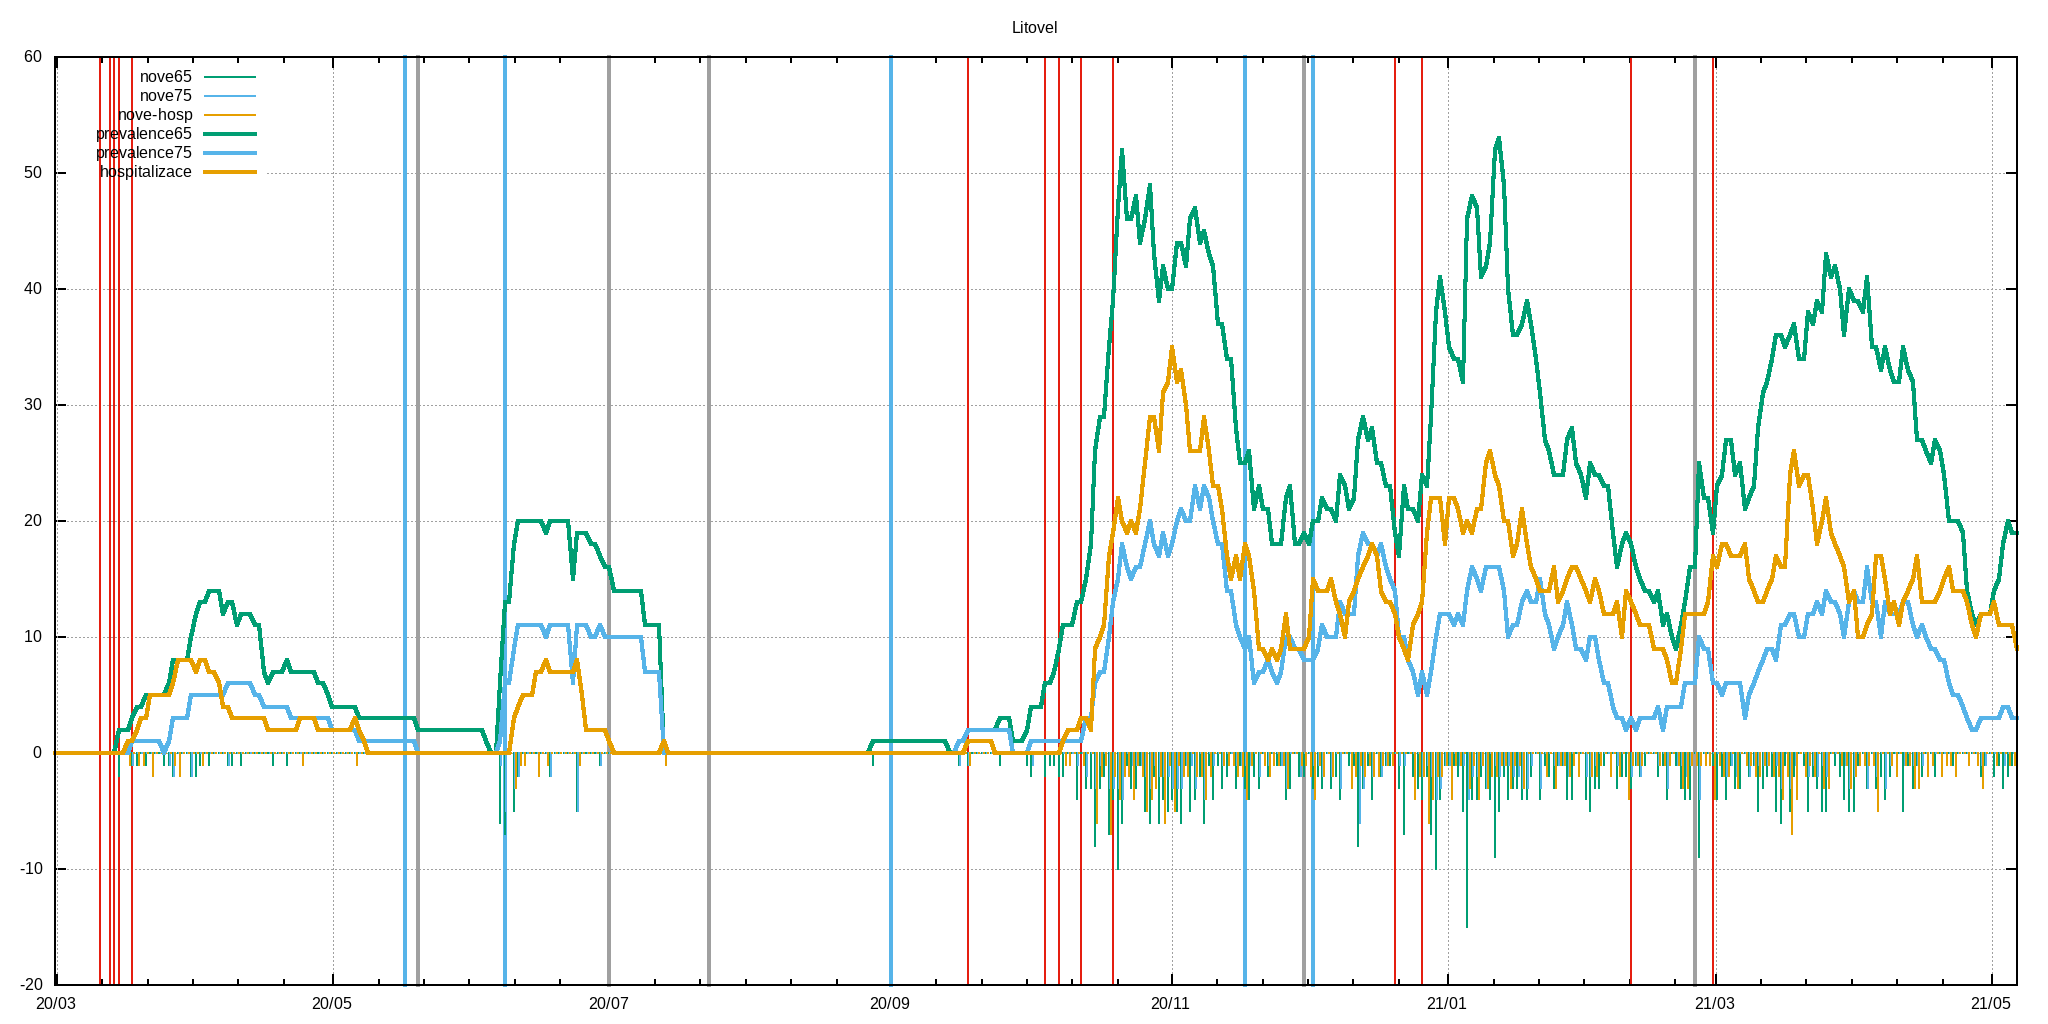 Litovel
60
nove65
nove75
nove-hosp
prevalence65
prevalence75
hospitalizace
50
40
30
20
10
0
-10
-20
20/03 20/05 20/07 20/09 20/11 21/01 21/03 21/05